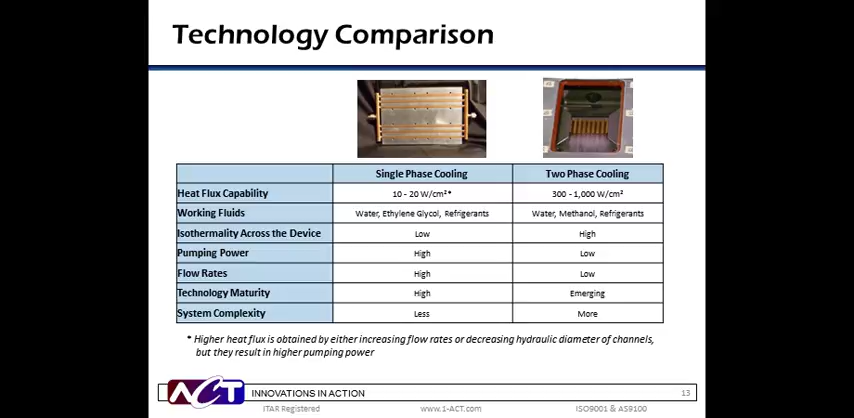 Technology Comparison
Single Phase Cooling Two Phase Cooling
Heat Flux Capability 10 - 20 W/cm²* 300 - 1,000 W/cm²
Working Fluids Water, Ethylene Glycol, Refrigerants Water, Methanol, Refrigerants
Isothermality Across the Device Low High
Pumping Power High Low
Flow Rates High Low
Technology Maturity High Emerging
System Complexity Less More
* Higher heat flux is obtained by either increasing flow rates or decreasing hydraulic diameter of channels,
but they result in higher pumping power
ACT INNOVATIONS IN ACTION 13
ITAR Registered www.1-ACT.com ISO9001 & AS9100